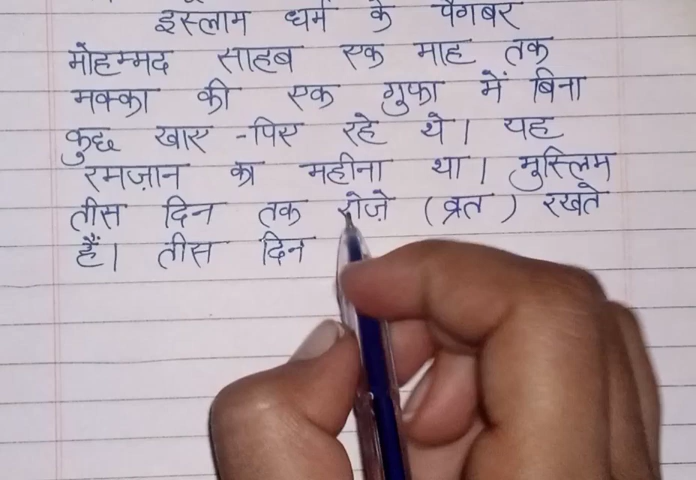 इस्लाम धर्म के पैगंबर
मोहम्मद साहब एक माह तक
मक्का की एक गुफा में बिना
कुछ खाए -पिए रहे थे। यह
रमज़ान का महीना था। मुस्लिम
तीस दिन तक रोज़े (व्रत) रखते
हैं। तीस दिन